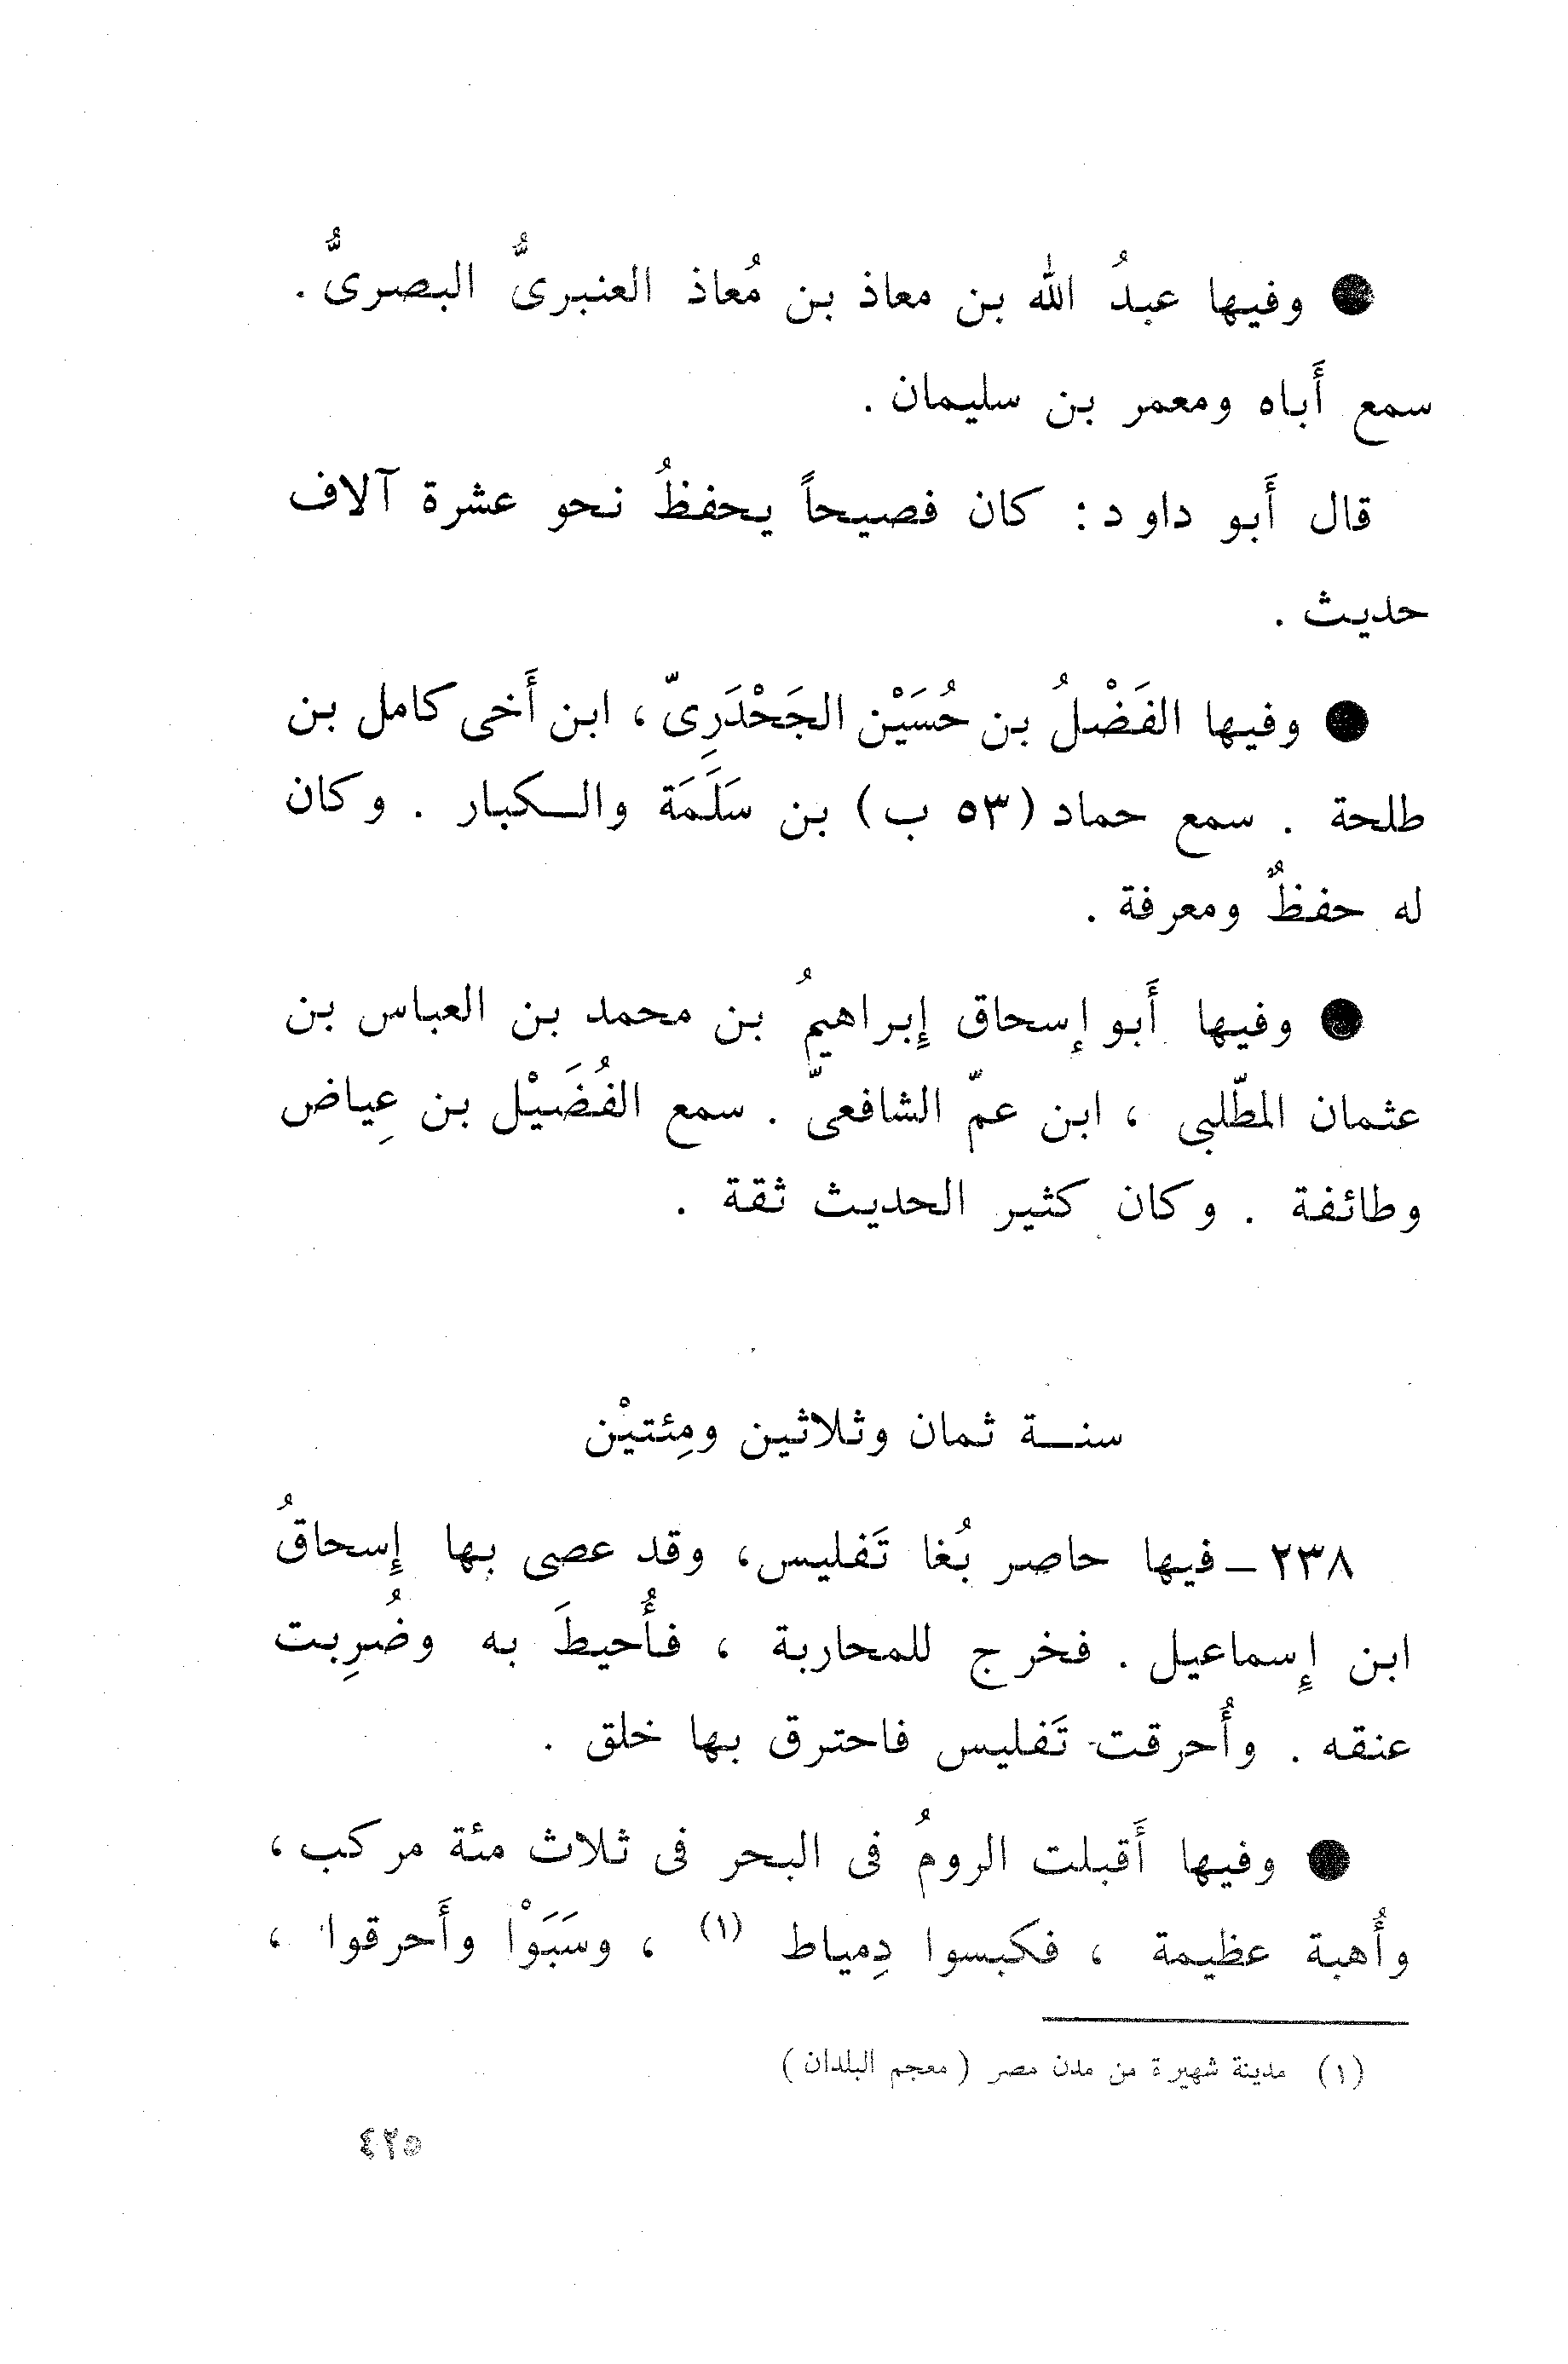 ● وفيها عبدُ الله بن معاذ بن مُعاذ العنبرىُّ البصرىُّ .
سمع أَباه ومعمر بن سليمان .
قال أَبو داود : كان فصيحاً يحفظُ نحو عشرة آلاف
حديث .
● وفيها الفَضْلُ بن حُسَيْن الجَحْدَرِىّ ، ابن أَخى كامل بن
طلحة . سمع حماد (٥٣ ب) بن سَلَمَة والـكبار . وكان
له حفظٌ ومعرفة .
● وفيها أَبو إسحاق إِبراهيمُ بن محمد بن العباس بن
عثمان المطّلبى ، ابن عمّ الشافعىّ . سمع الفُضَيْل بن عِياض
وطائفة . وكان كثير الحديث ثقة .
سنـــة ثمان وثلاثين ومِئتيْن
٢٣٨ – فيها حاصر بُغا تَفليس ، وقد عصى بها إِسحاقُ
ابن إِسماعيل . فخرج للمحاربة ، فأُحيطَ به وضُرِبت
عنقه . وأُحرقت تَفليس فاحترق بها خلق .
● وفيها أَقبلت الرومُ فى البحر فى ثلاث مئة مركب ،
وأُهبة عظيمة ، فكبسوا دِمياط (١) ، وسَبَوْا وأَحرقوا ،
(١) مدينة شهيرة من مدن مصر ( معجم البلدان )
٤٢٥